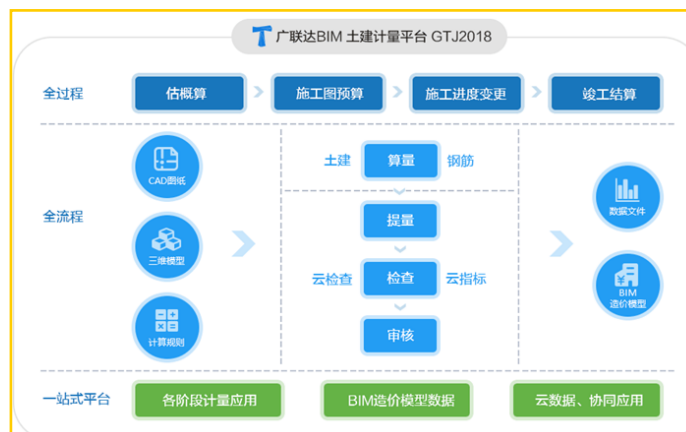 广联达BIM 土建计量平台 GTJ2018
全过程
估概算
施工图预算
施工进度变更
竣工结算
全流程
CAD图纸
三维模型
计算规则
土建
算量
钢筋
提量
云检查
检查
云指标
审核
数据文件
BIM
造价模型
一站式平台
各阶段计量应用
BIM造价模型数据
云数据、协同应用